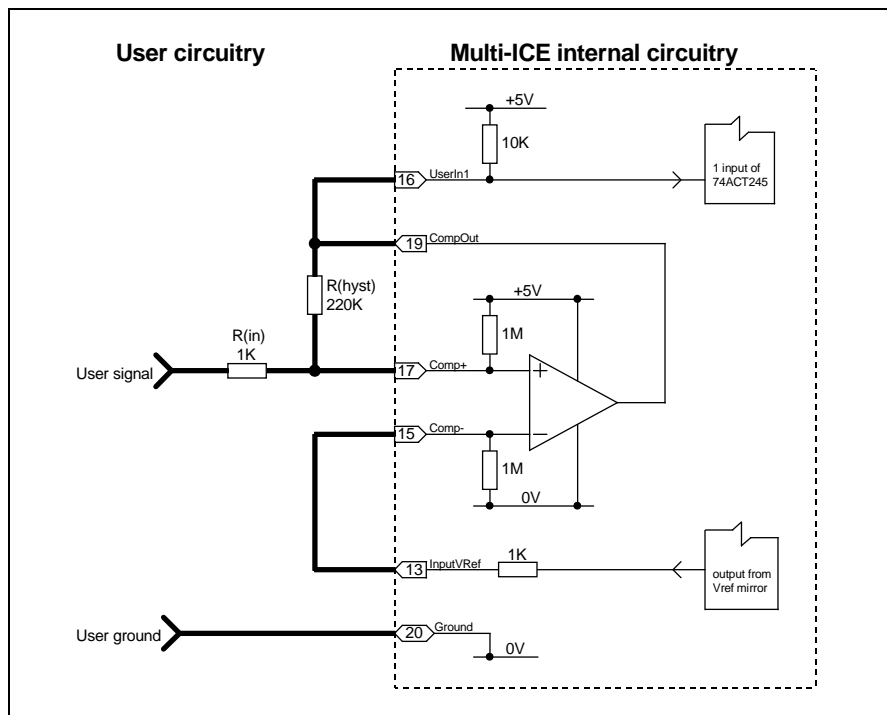 User circuitry
Multi-ICE internal circuitry
+5V
10K
16
UserIn1
1 input of
74ACT245
19
CompOut
R(hyst)
220K
+5V
1M
R(in)
1K
User signal
17
Comp+
+
15
Comp-
−
1M
0V
13
InputVRef
1K
output from
Vref mirror
User ground
20
Ground
0V